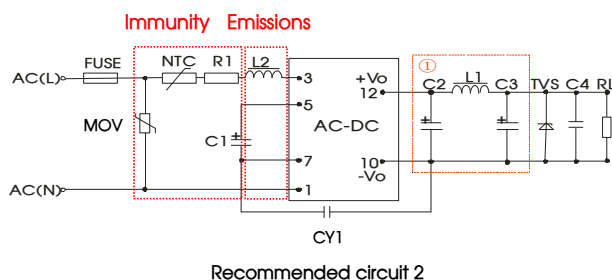 Immunity Emissions
FUSE NTC R1 L2
AC(L) 3
MOV
C1
5
7
AC(N) 1
AC-DC
+Vo
12
10
-Vo
① 
C2 L1 C3 TVS C4 RL
+ + +
CY1
Recommended circuit 2